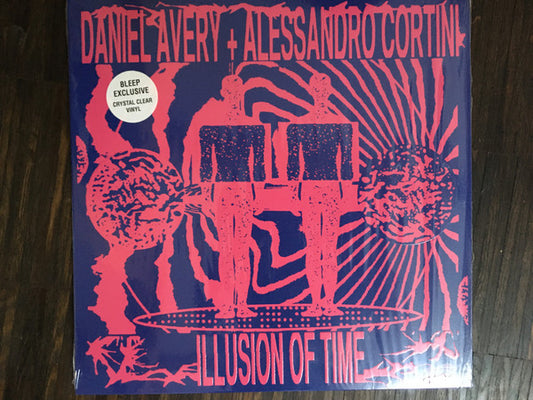 DANIEL AVERY + ALESSANDRO CORTINI
BLEEP
EXCLUSIVE
CRYSTAL CLEAR
VINYL
ILLUSION OF TIME